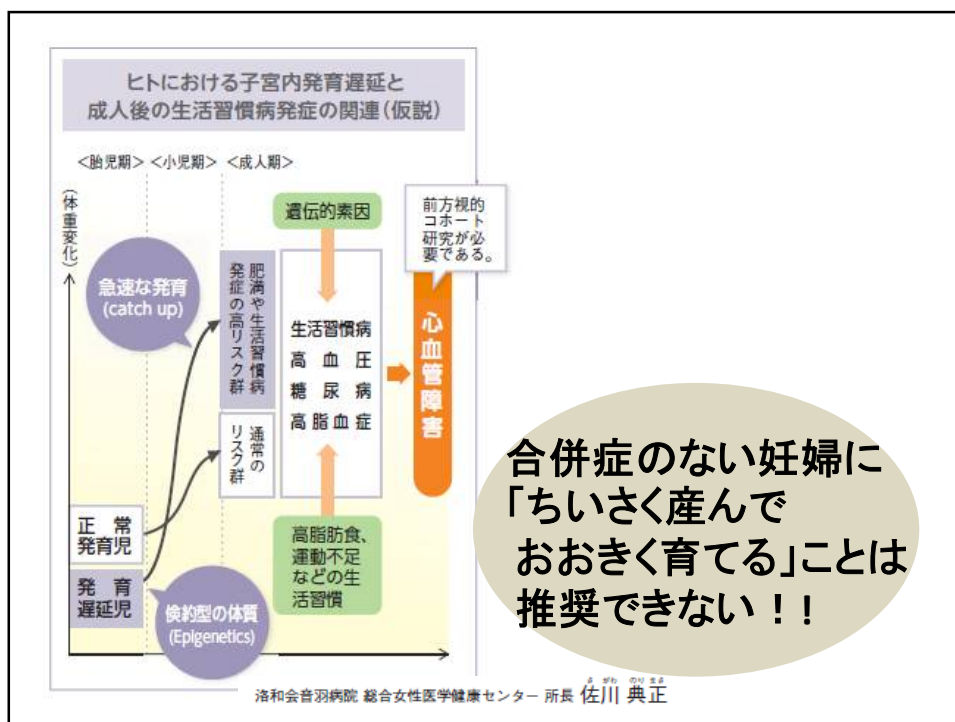 ヒトにおける子宮内発育遅延と
成人後の生活習慣病発症の関連（仮説）
<胎児期>
<小児期>
<成人期>
（体重変化）
急速な発育
(catch up)
肥満や生活習慣病
発症の高リスク群
通常の
リスク群
遺伝的素因
生活習慣病
高血圧
糖尿病
高脂血症
高脂肪食、
運動不足
などの生
活習慣
前方視的
コホート
研究が必
要である。
心血管障害
正常
発育児
発育
遅延児
倹約型の体質
(Epigenetics)
合併症のない妊婦に
「ちいさく産んで
おおきく育てる」ことは
推奨できない！！
さがわ のりまさ
洛和会音羽病院 総合女性医学健康センター 所長 佐川 典正